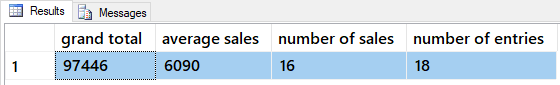 Results Messages
grand total average sales number of sales number of entries
1 97446 6090 16 18